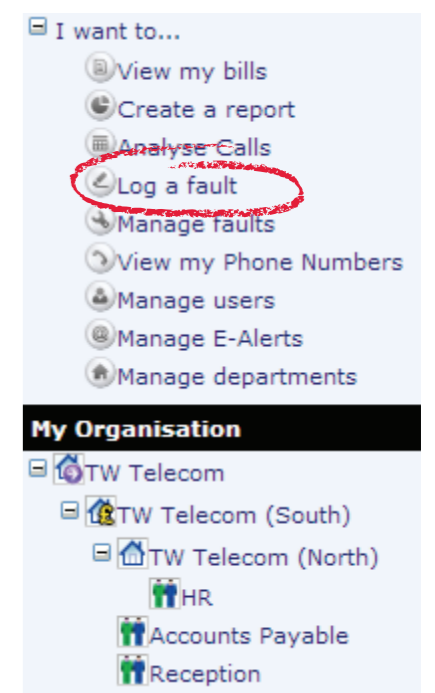 I want to...
View my bills
Create a report
Analyse Calls
Log a fault
Manage faults
View my Phone Numbers
Manage users
Manage E-Alerts
Manage departments
My Organisation
TW Telecom
TW Telecom (South)
TW Telecom (North)
HR
Accounts Payable
Reception